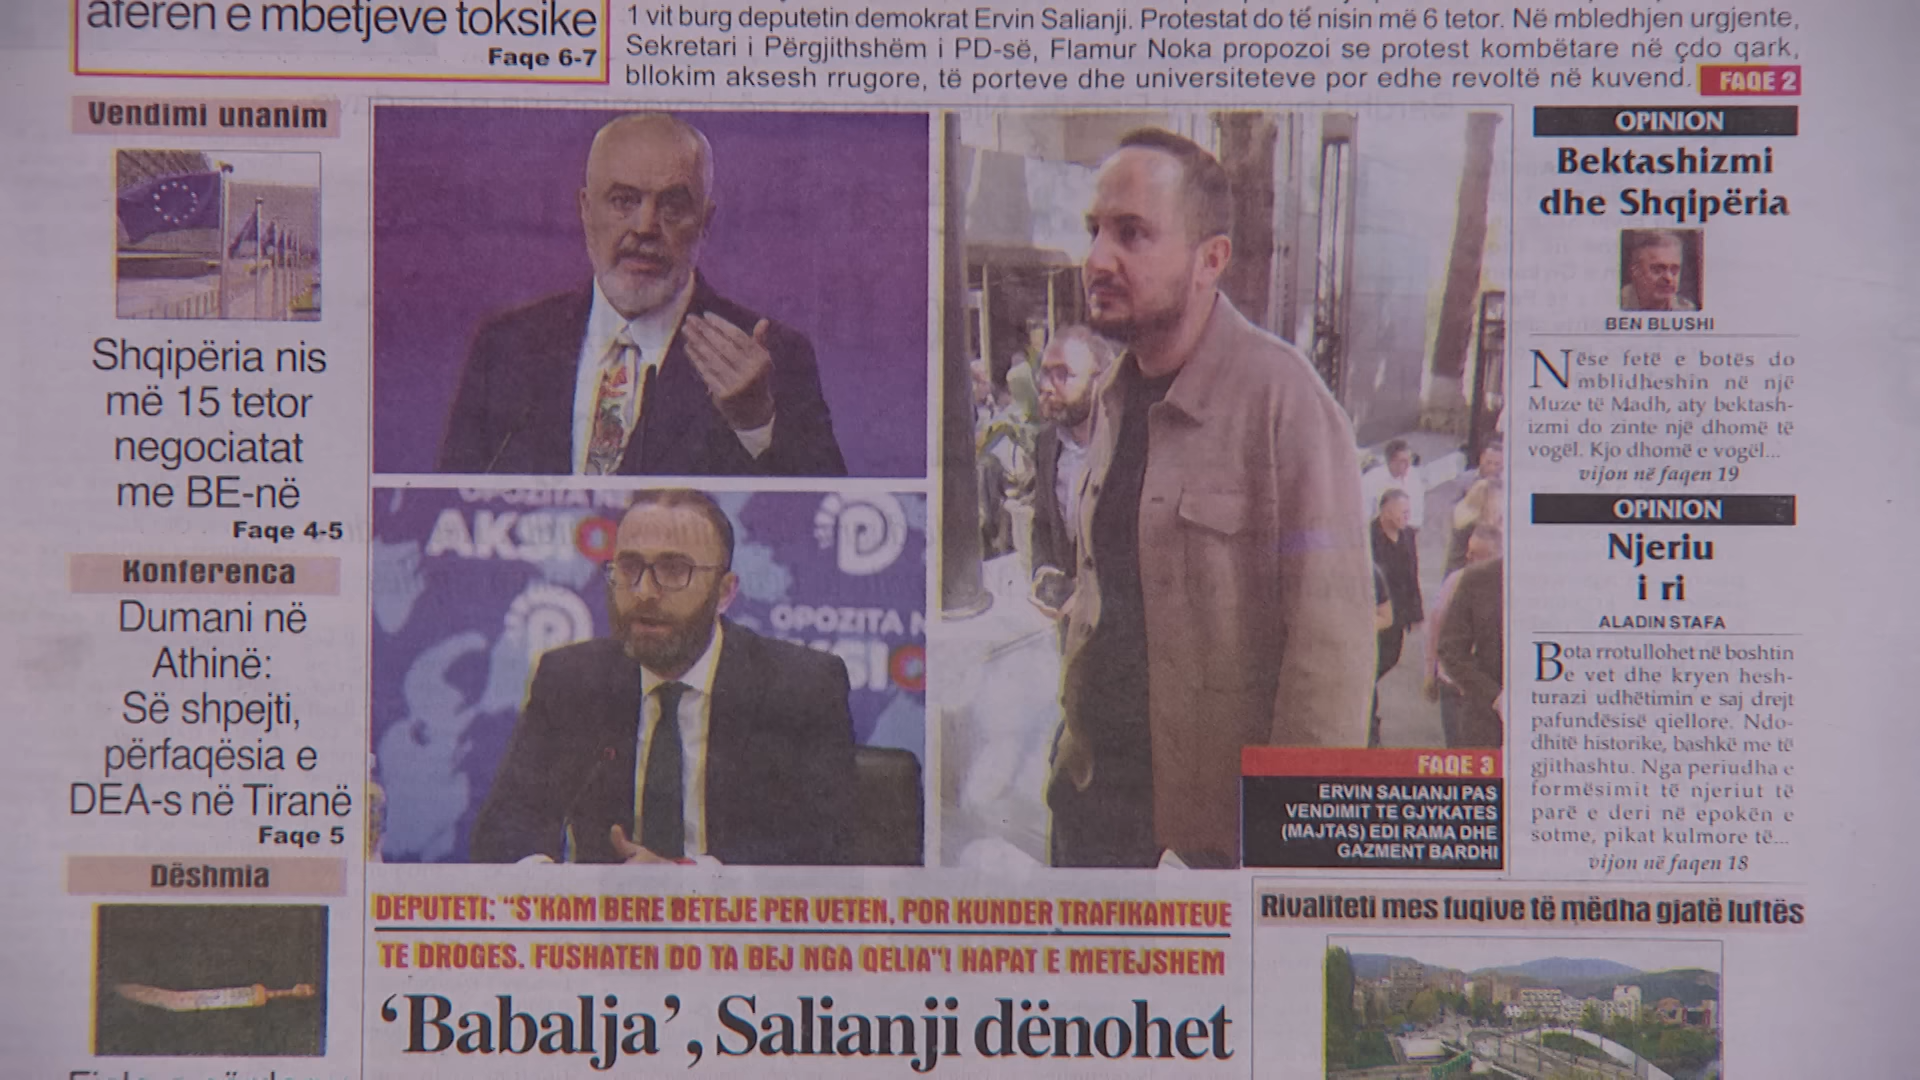 aferën e mbetjeve toksike
Faqe 6-7
1 vit burg deputetin demokrat Ervin Salianji. Protestat do të nisin më 6 tetor. Në mbledhjen urgjente,
Sekretari i Përgjithshëm i PD-së, Flamur Noka propozoi se protest kombëtare në çdo qark,
bllokim aksesh rrugore, të porteve dhe universiteteve por edhe revoltë në kuvend.
FAQE 2
Vendimi unanim
Shqipëria nis
më 15 tetor
negociatat
me BE-në
Faqe 4-5
Konferenca
Dumani në
Athinë:
Së shpejti,
përfaqësia e
DEA-s në Tiranë
Faqe 5
Dëshmia
OPOZITA N
AKSIO
OPOZITA N
AKSIO
FAQE 3
ERVIN SALIANJI PAS
VENDIMIT TE GJYKATES
(MAJTAS) EDI RAMA DHE
GAZMENT BARDHI
DEPUTETI: “S'KAM BERE BETEJE PER VETEN, POR KUNDER TRAFIKANTEVE
TE DROGES. FUSHATEN DO TA BEJ NGA QELIA”! HAPAT E METEJSHEM
‘Babalja’, Salianji dënohet
OPINION
Bektashizmi
dhe Shqipëria
BEN BLUSHI
Nëse fetë e botës do
mblidheshin në një
Muze të Madh, aty bektash-
izmi do zinte një dhomë të
vogël. Kjo dhomë e vogël...
vijon në faqen 19
OPINION
Njeriu
i ri
ALADIN STAFA
Bota rrotullohet në boshtin
e vet dhe kryen hesh-
turazi udhëtimin e saj drejt
pafundësisë qiellore. Ndo-
dhitë historike, bashkë me të
gjithashtu. Nga periudha e
formësimit të njeriut të
parë e deri në epokën e
sotme, pikat kulmore të...
vijon në faqen 18
Rivaliteti mes fuqive të mëdha gjatë luftës